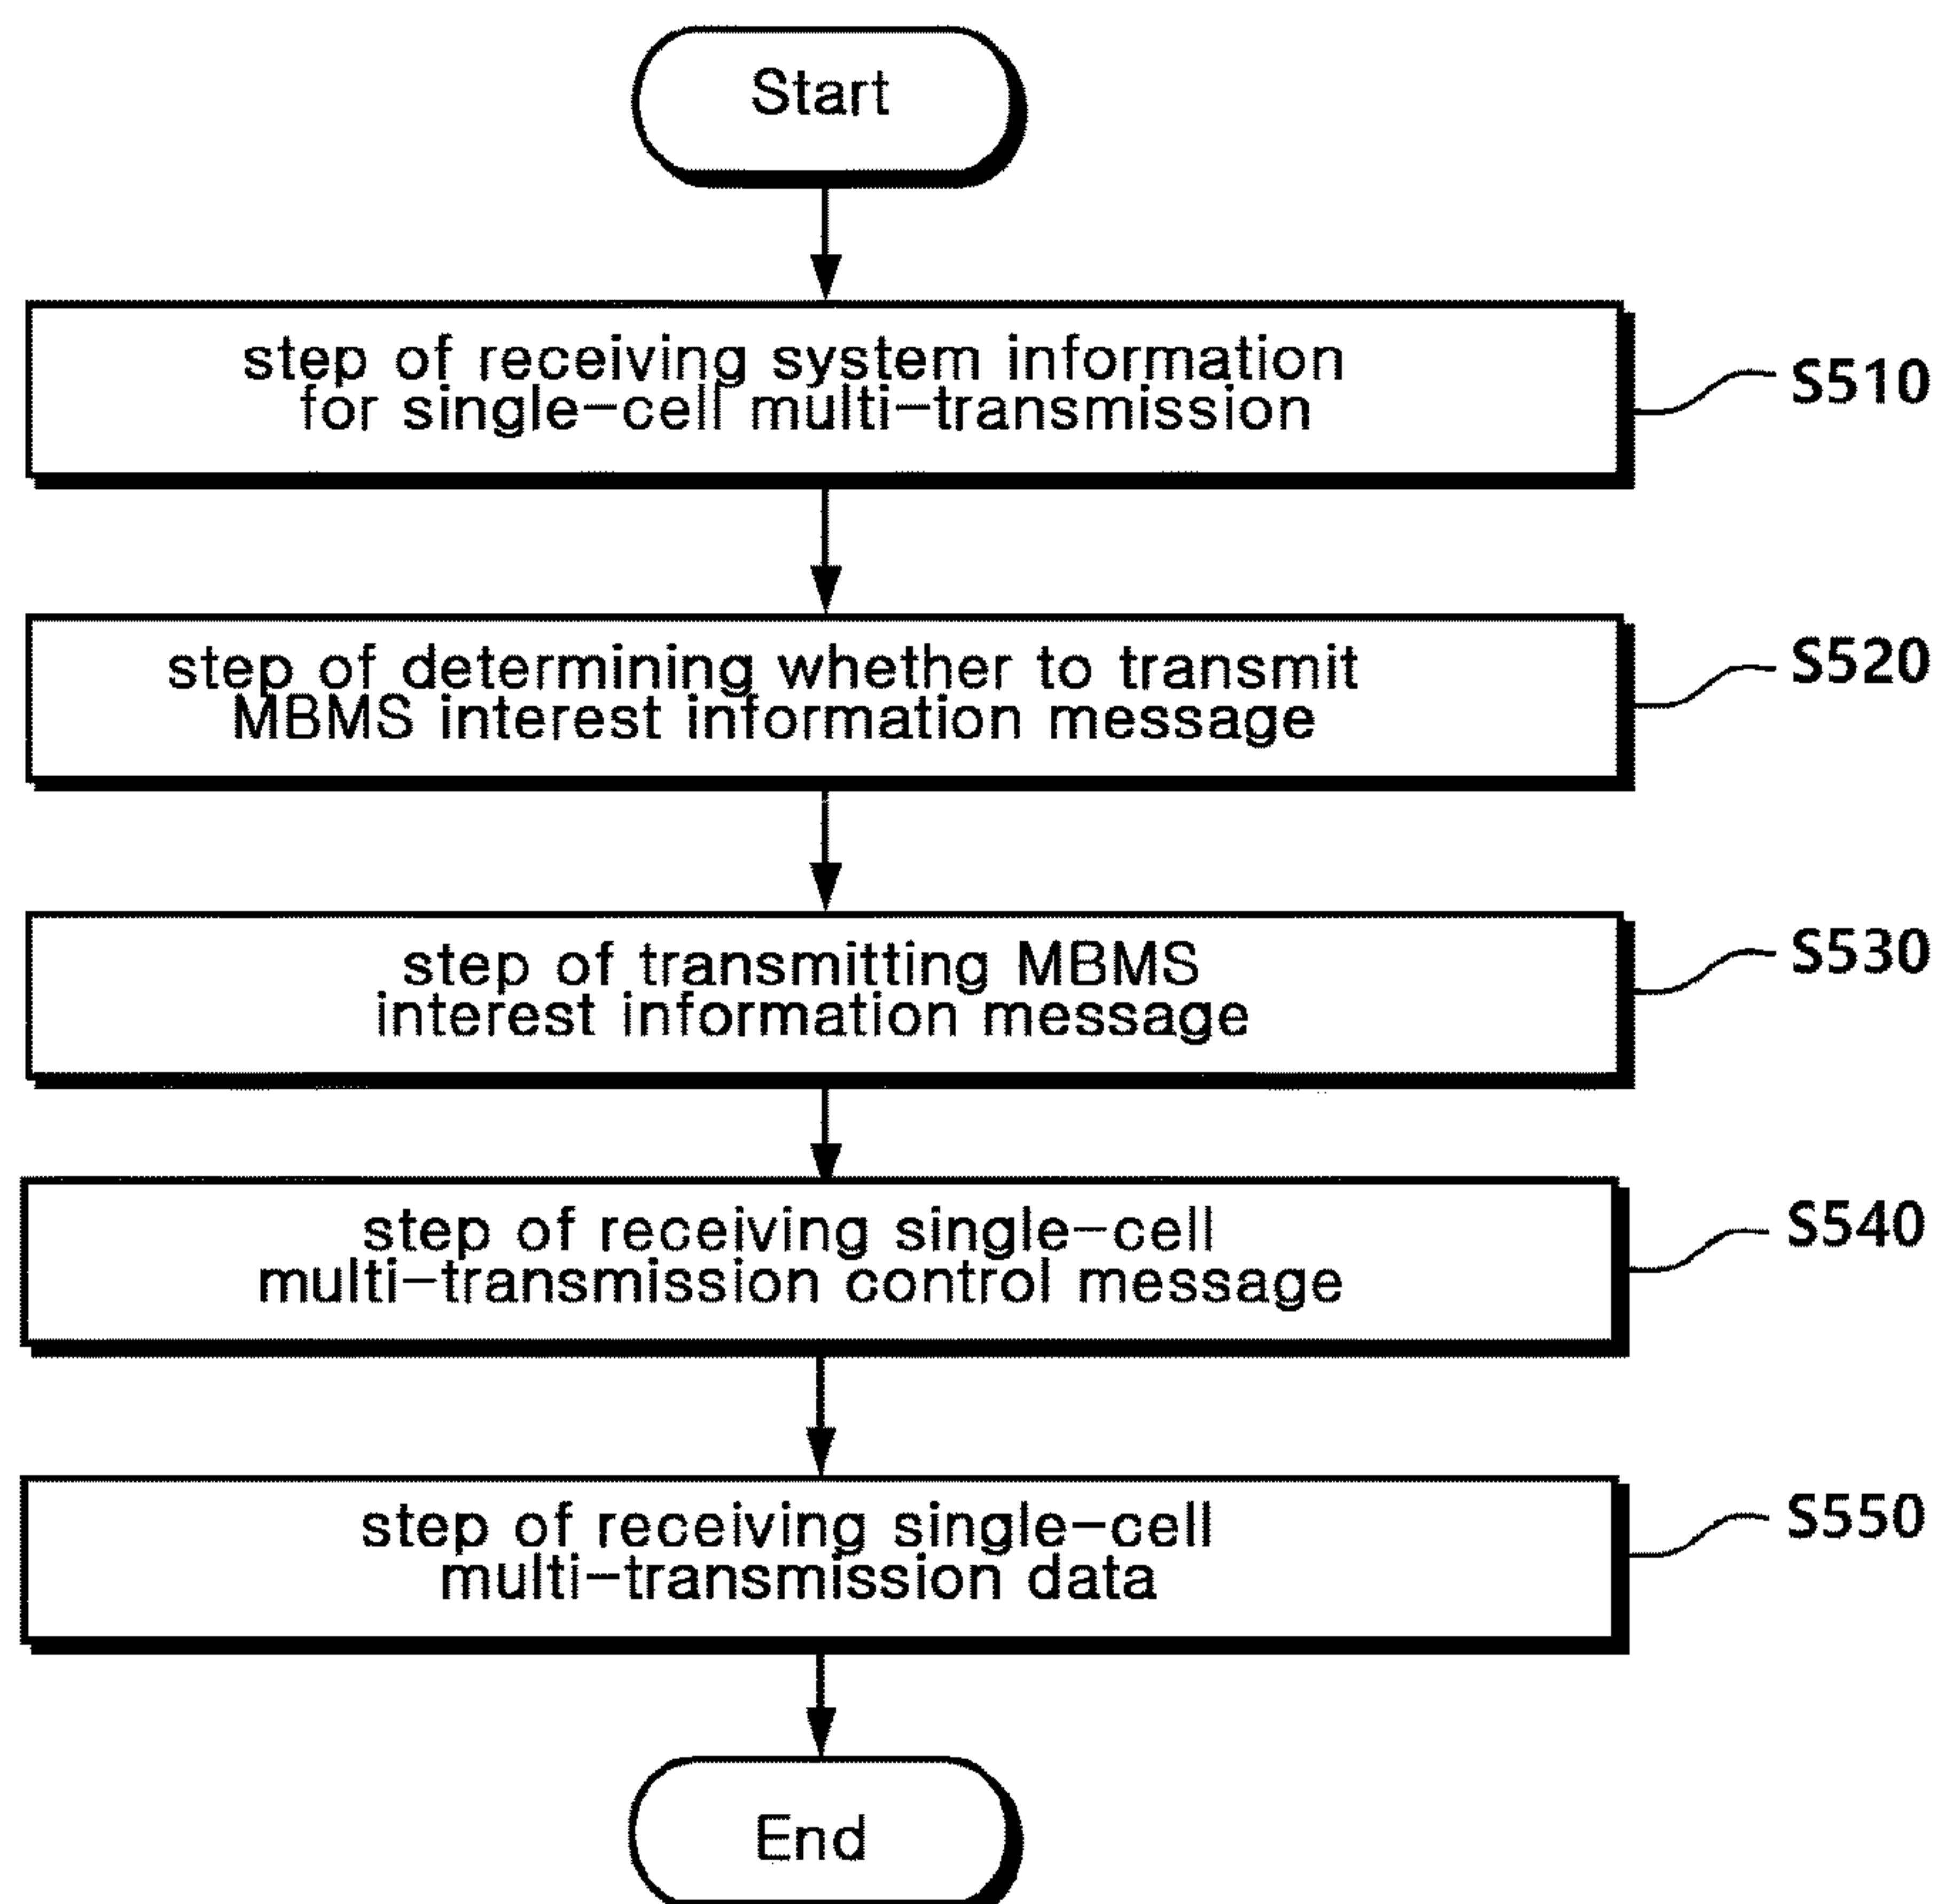 Start
step of receiving system information
for single-cell multi-transmission
S510
step of determining whether to transmit
MBMS interest information message
S520
step of transmitting MBMS
interest information message
S530
step of receiving single-cell
multi-transmission control message
S540
step of receiving single-cell
multi-transmission data
S550
End